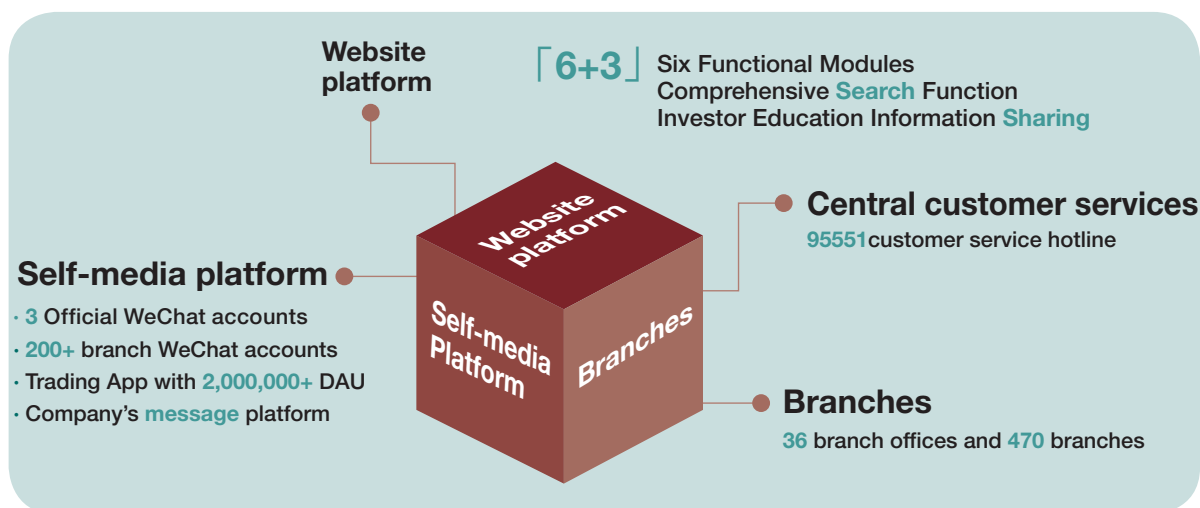 Website
platform
「6+3」
Six Functional Modules
Comprehensive Search Function
Investor Education Information Sharing
Central customer services
95551customer service hotline
Self-media platform
· 3 Official WeChat accounts
· 200+ branch WeChat accounts
· Trading App with 2,000,000+ DAU
· Company's message platform
Website
platform
Self-media
Platform
Branches
Branches
36 branch offices and 470 branches